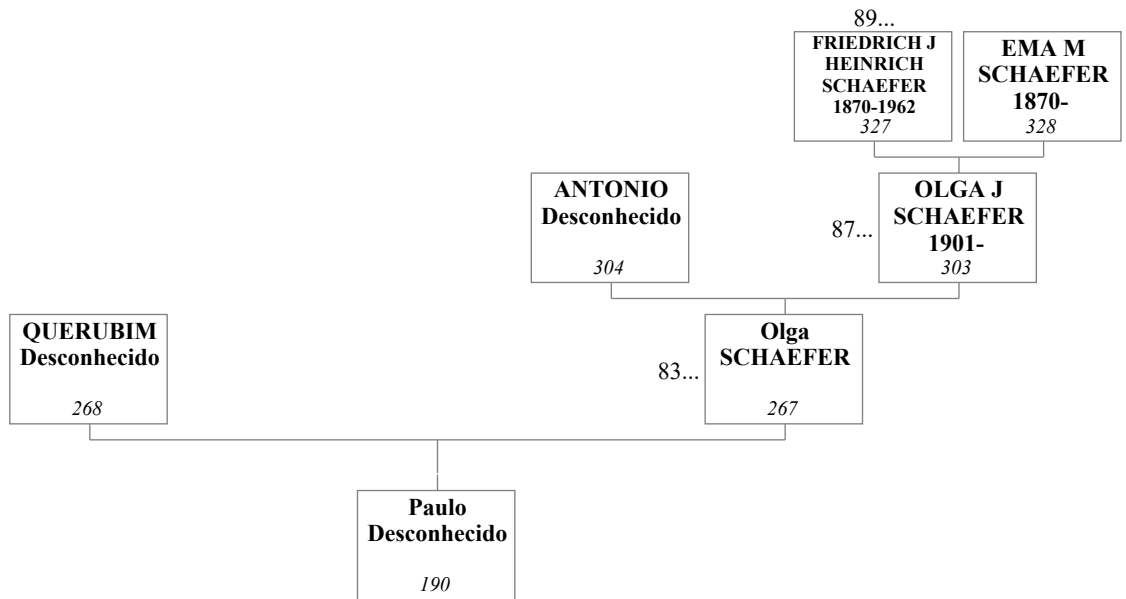 89...
FRIEDRICH J
HEINRICH
SCHAEFER
1870-1962
327
EMA M
SCHAEFER
1870-
328
ANTONIO
Desconhecido
304
87...
OLGA J
SCHAEFER
1901-
303
QUERUBIM
Desconhecido
268
83...
Olga
SCHAEFER
267
Paulo
Desconhecido
190